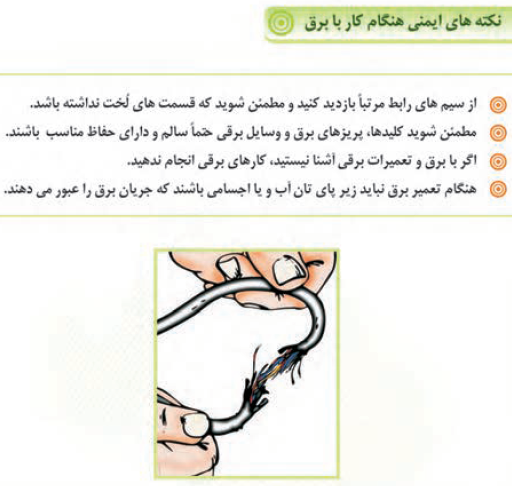 نکته های ایمنی هنگام کار با برق
از سیم های رابط مرتباً بازدید کنید و مطمئن شوید که قسمت های لُخت نداشته باشد.
مطمئن شوید کلیدها، پریزهای برق و وسایل برقی حتماً سالم و دارای حفاظ مناسب باشند.
اگر با برق و تعمیرات برقی آشنا نیستید، کارهای برقی انجام ندهید.
هنگام تعمیر برق نباید زیر پای تان آب و یا اجسامی باشند که جریان برق را عبور می دهند.